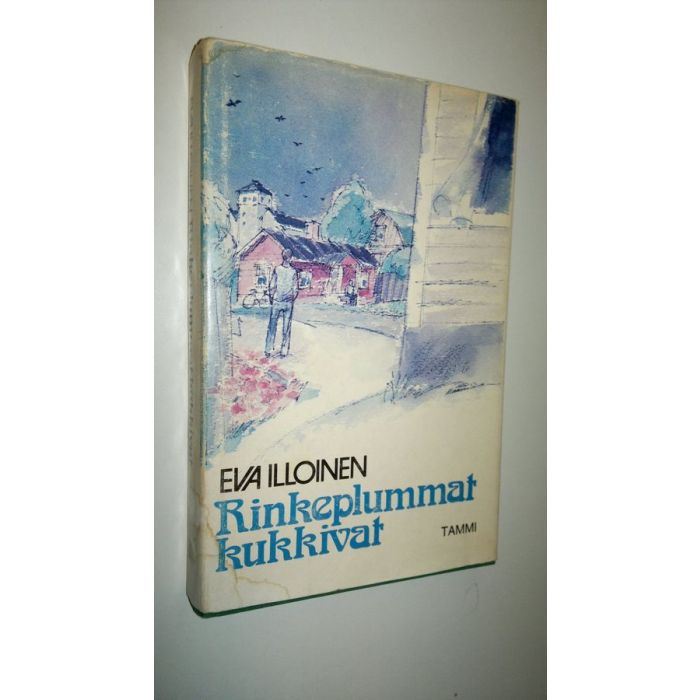 EVA ILLOINEN
Rinkeplummat
kukkivat
TAMMI